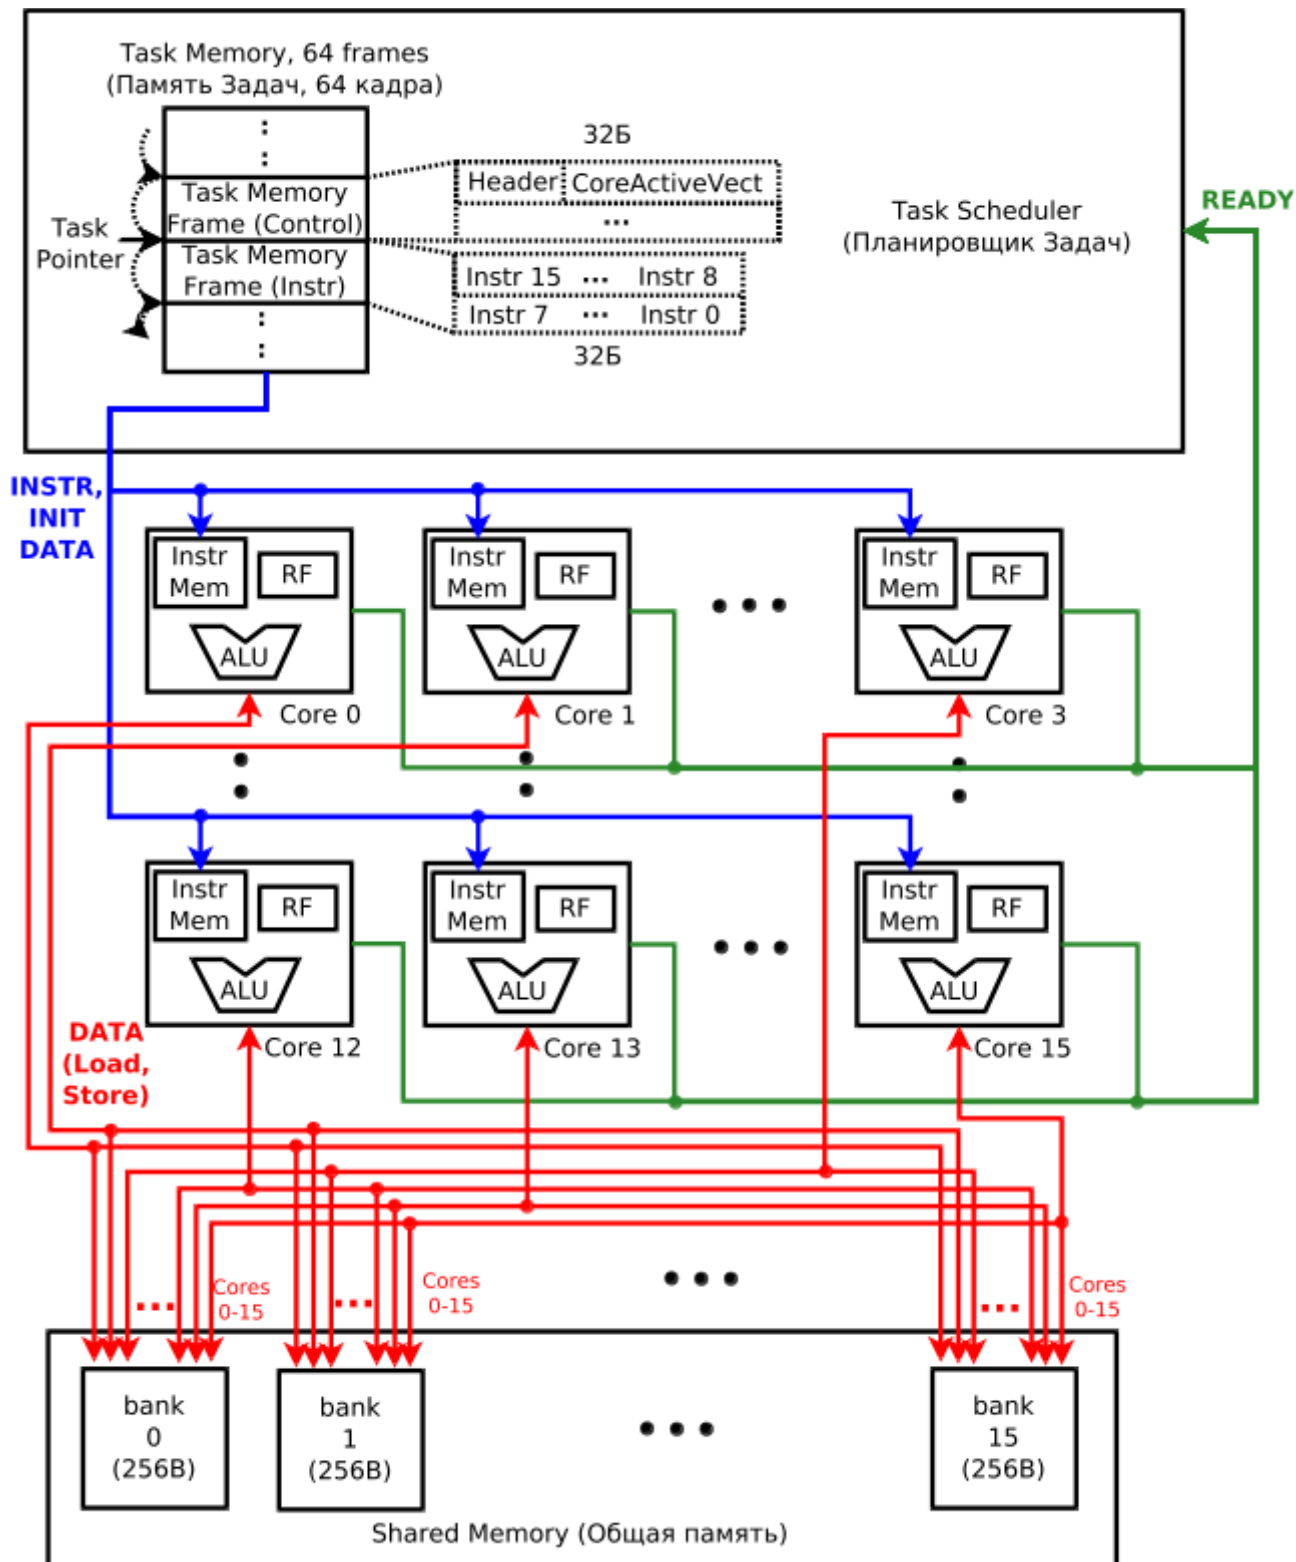 Task Memory, 64 frames
(Память Задач, 64 кадра)
32Б
Header CoreActiveVect
...
Task Memory
Frame (Control)
Task
Pointer
Task Memory
Frame (Instr)
Instr 15 ... Instr 8
Instr 7 ... Instr 0
32Б
Task Scheduler
(Планировщик Задач)
READY
INSTR,
INIT
DATA
Instr
Mem
RF
ALU
Core 0
Instr
Mem
RF
ALU
Core 1
Instr
Mem
RF
ALU
Core 3
Instr
Mem
RF
ALU
Core 12
Instr
Mem
RF
ALU
Core 13
Instr
Mem
RF
ALU
Core 15
DATA
(Load,
Store)
Cores
0-15
Cores
0-15
Cores
0-15
bank
0
(256B)
bank
1
(256B)
bank
15
(256B)
Shared Memory (Общая память)